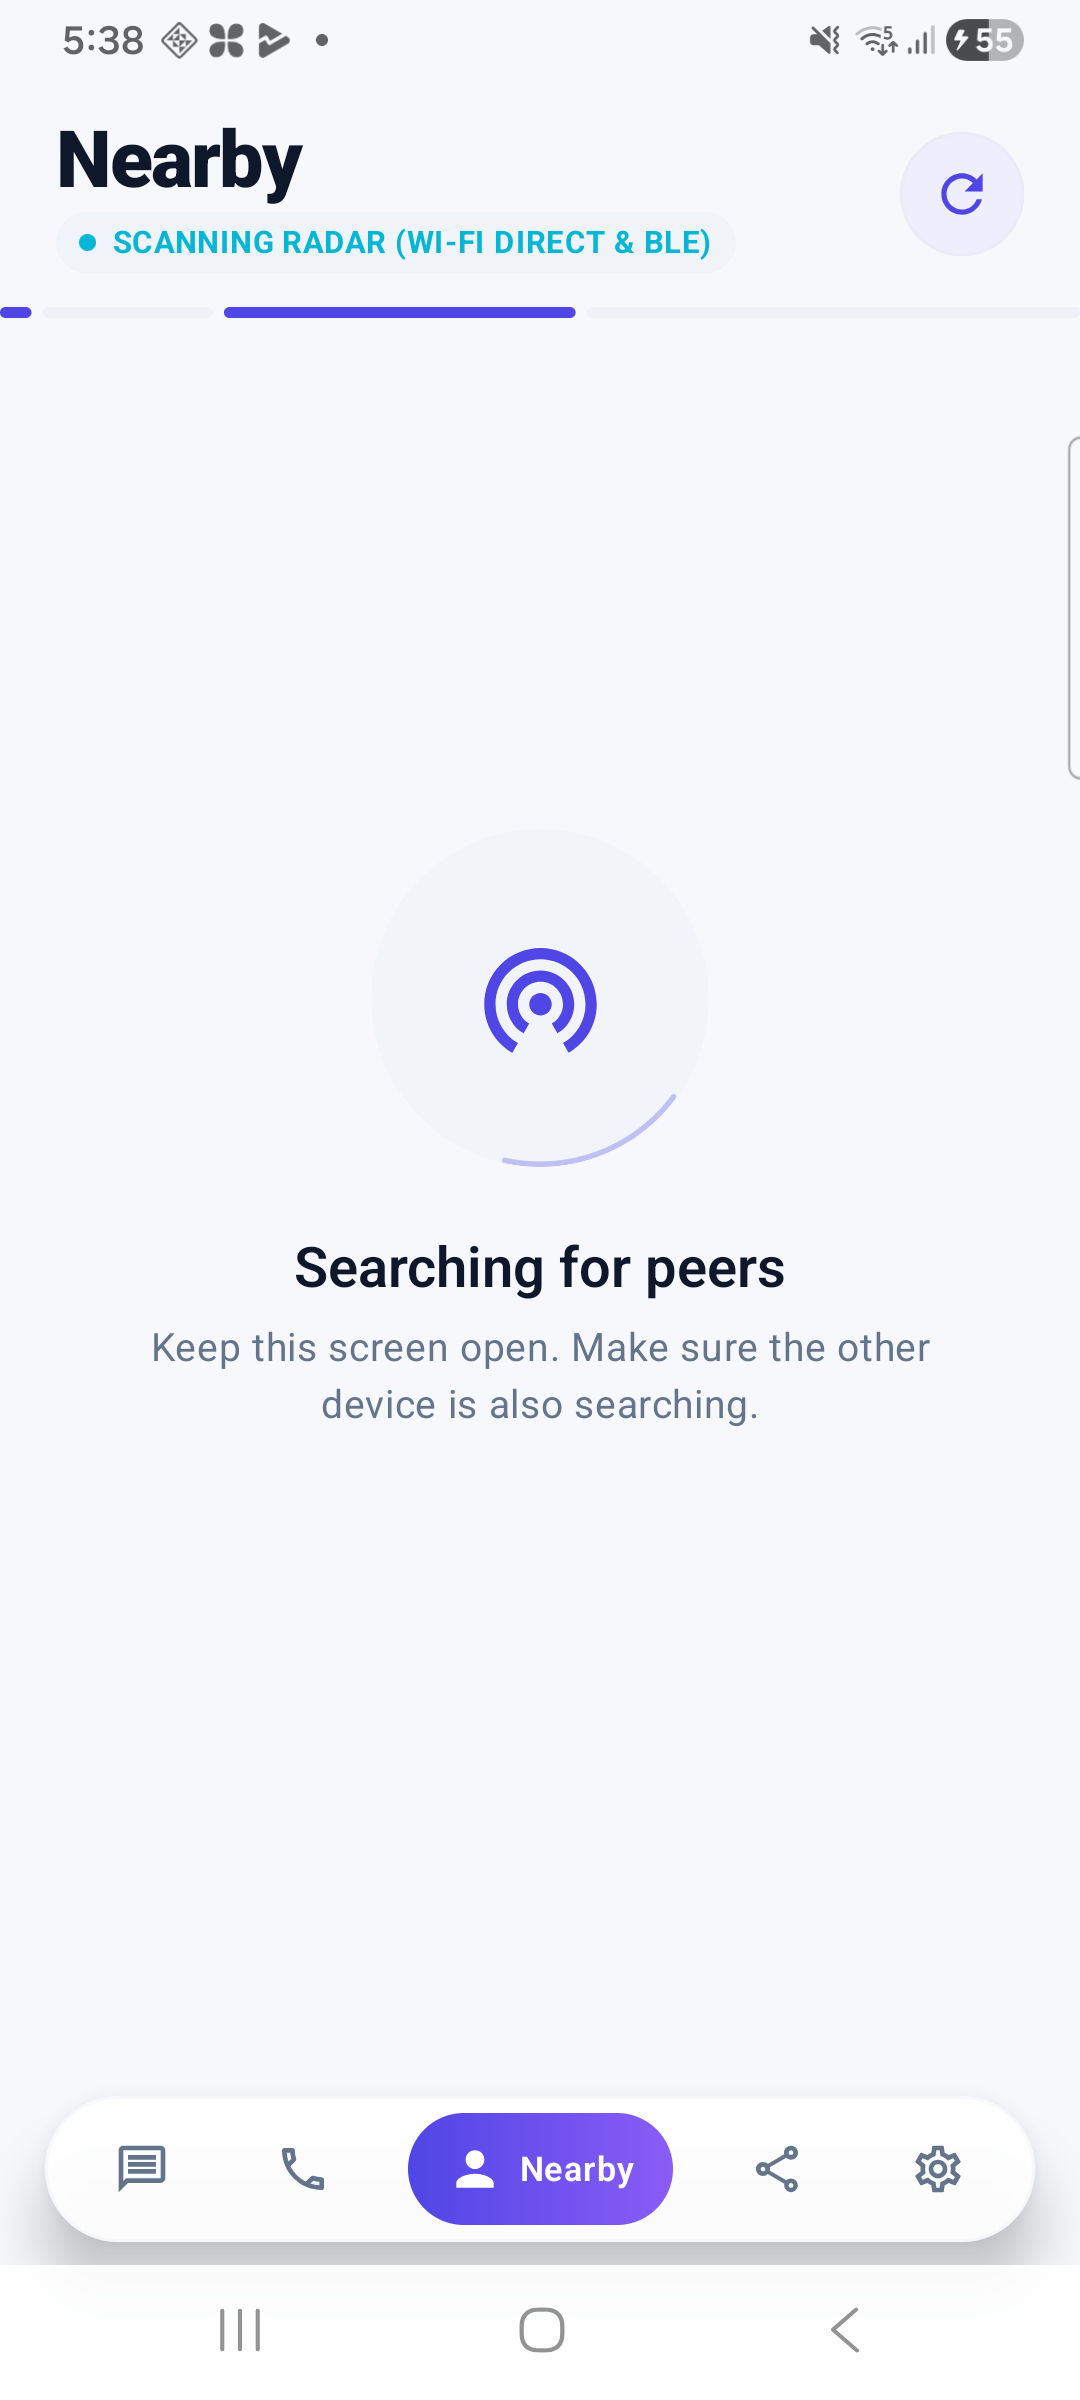 5:38
5
55
Nearby
SCANNING RADAR (WI-FI DIRECT & BLE)
Searching for peers
Keep this screen open. Make sure the other
device is also searching.
Nearby